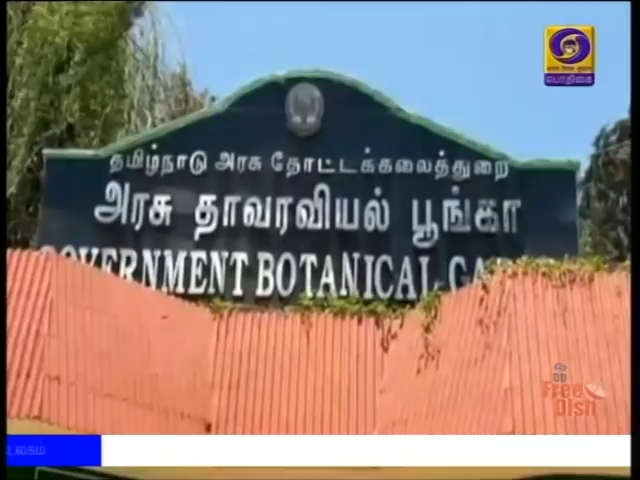 பொதிகை
தமிழ்நாடு அரசு தோட்டக்கலைத்துறை
அரசு தாவரவியல் பூங்கா
GOVERNMENT BOTANICAL
DD
Free
Dish